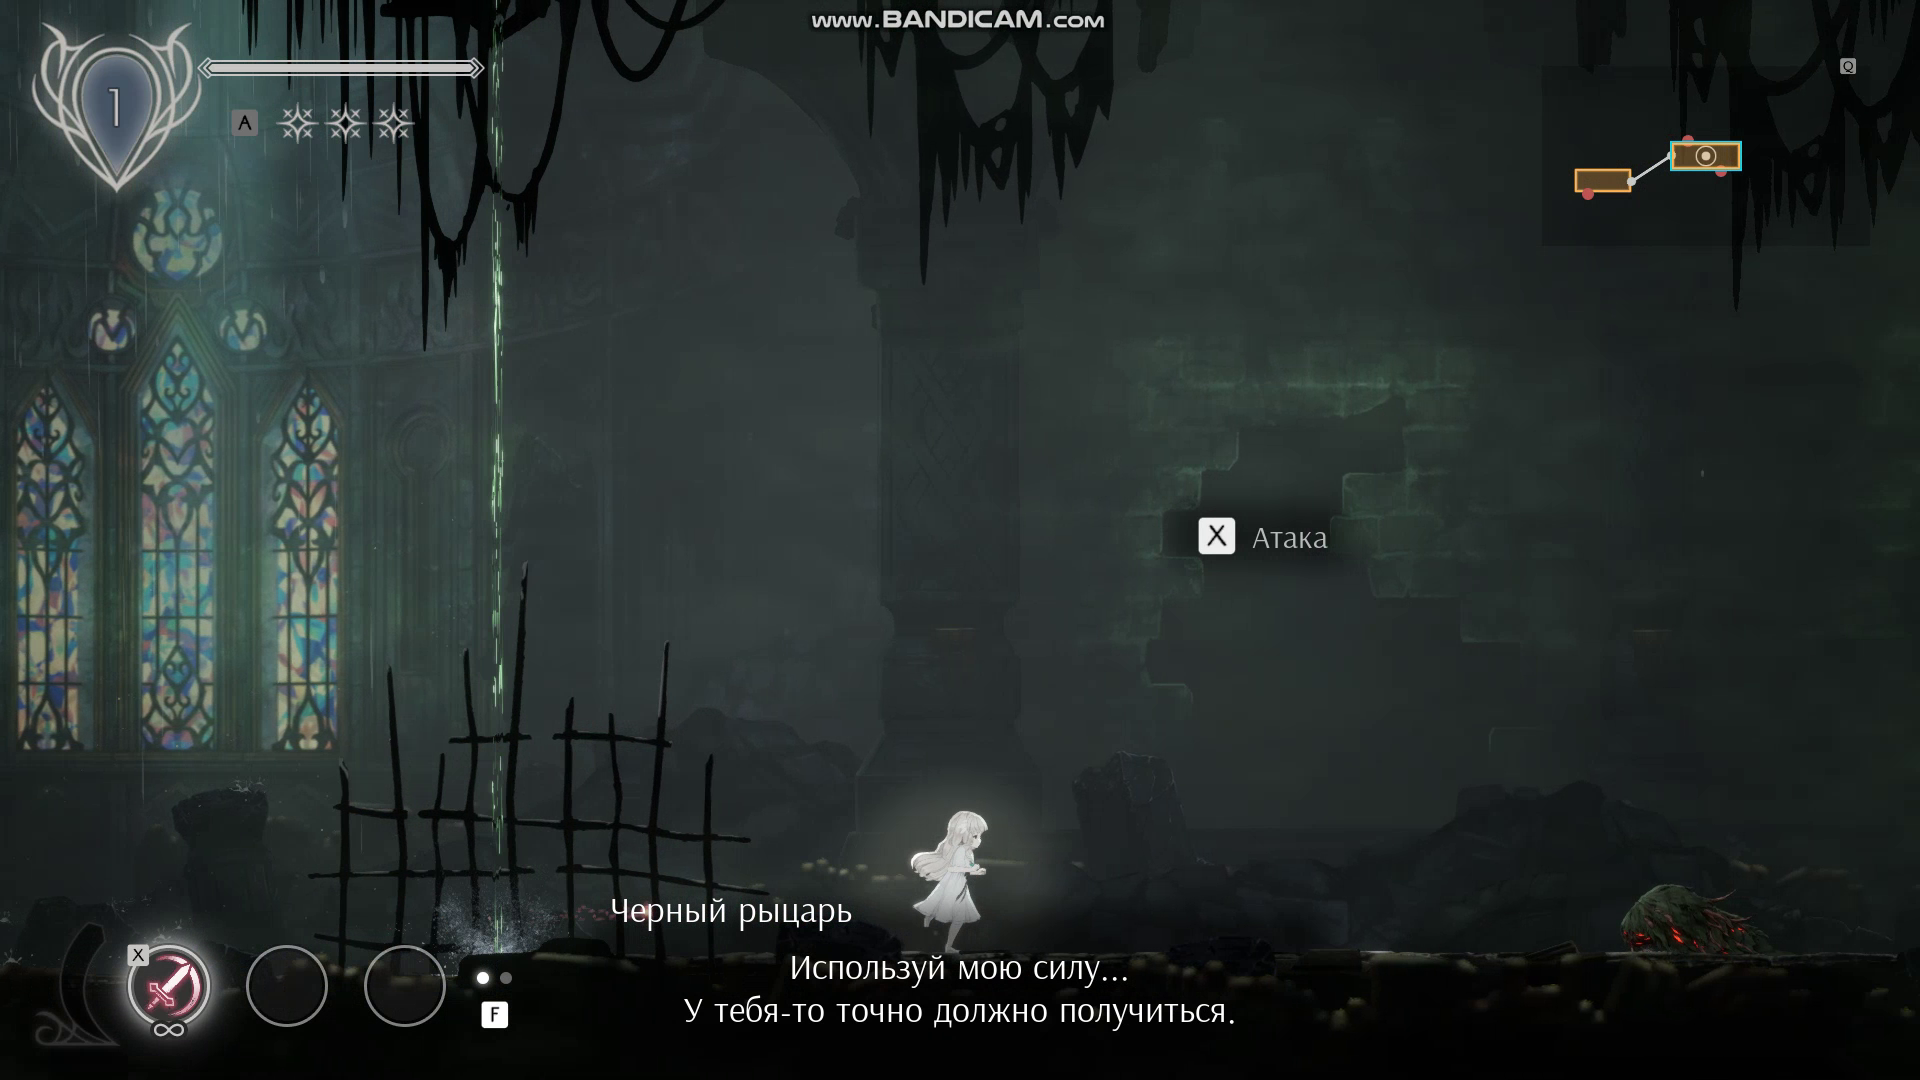 www.BANDICAM.com
1
A
Q
X Атака
Черный рыцарь
Используй мою силу...
У тебя-то точно должно получиться.
X
F